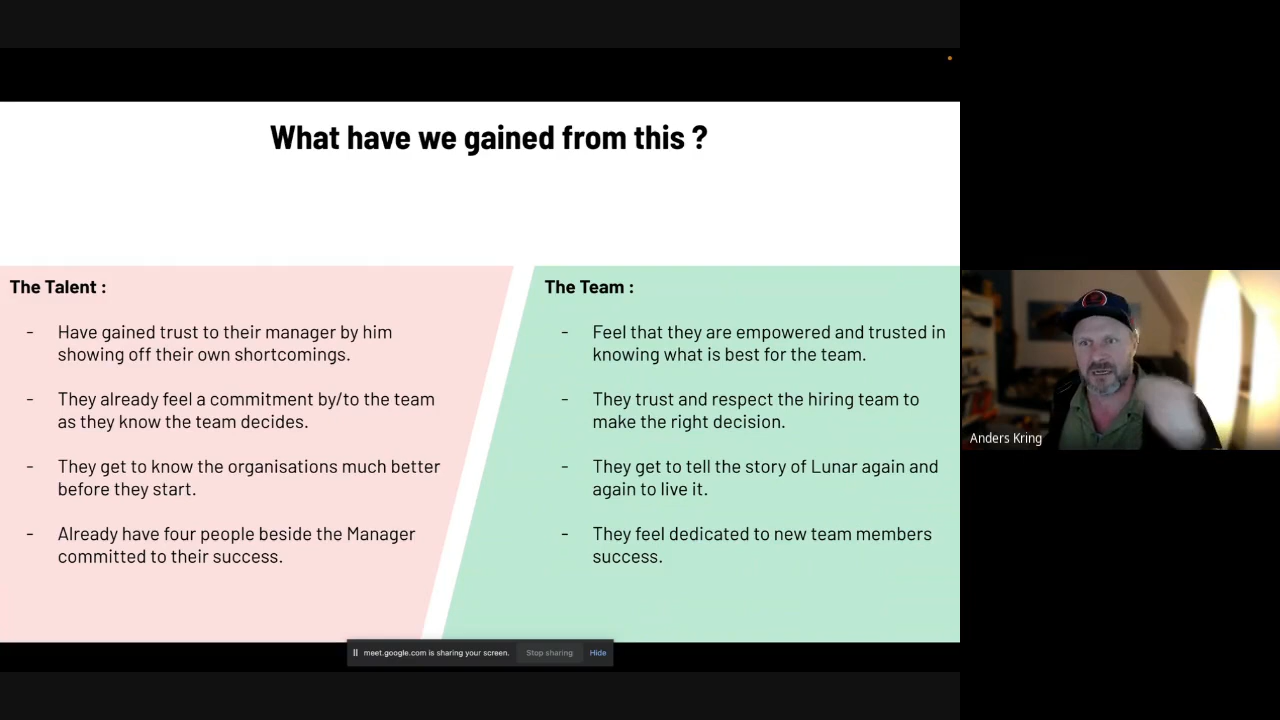 What have we gained from this ?
The Talent :
- Have gained trust to their manager by him
showing off their own shortcomings.
- They already feel a commitment by/to the team
as they know the team decides.
- They get to know the organisations much better
before they start.
- Already have four people beside the Manager
committed to their success.
The Team :
- Feel that they are empowered and trusted in
knowing what is best for the team.
- They trust and respect the hiring team to
make the right decision.
- They get to tell the story of Lunar again and
again to live it.
- They feel dedicated to new team members
success.
meet.google.com is sharing your screen. Stop sharing Hide
Anders Kring